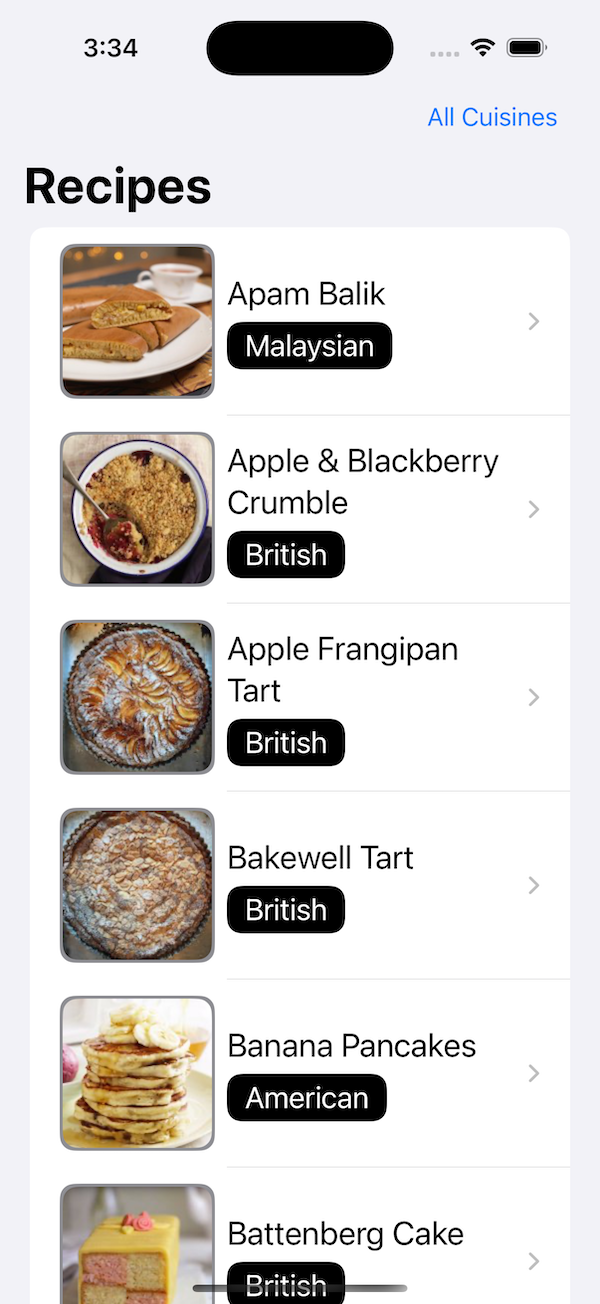 3:34
All Cuisines
Recipes
Apam Balik
Malaysian
Apple & Blackberry
Crumble
British
Apple Frangipan
Tart
British
Bakewell Tart
British
Banana Pancakes
American
Battenberg Cake
British